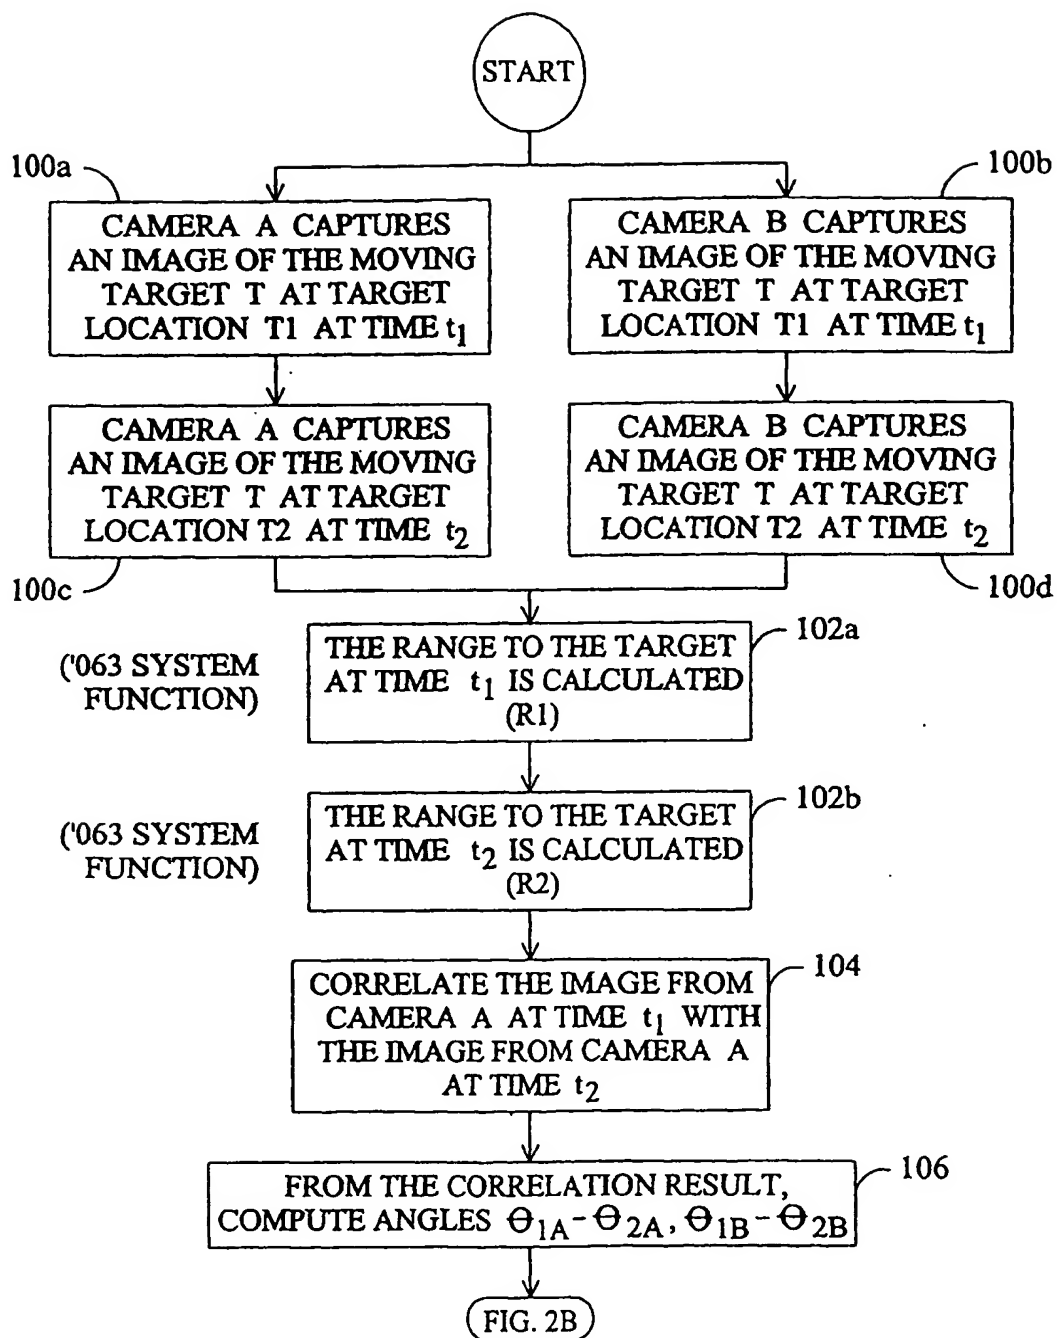 START
100a
100b
CAMERA A CAPTURES
AN IMAGE OF THE MOVING
TARGET T AT TARGET
LOCATION T1 AT TIME t1
CAMERA B CAPTURES
AN IMAGE OF THE MOVING
TARGET T AT TARGET
LOCATION T1 AT TIME t1
CAMERA A CAPTURES
AN IMAGE OF THE MOVING
TARGET T AT TARGET
LOCATION T2 AT TIME t2
CAMERA B CAPTURES
AN IMAGE OF THE MOVING
TARGET T AT TARGET
LOCATION T2 AT TIME t2
100c
100d
('063 SYSTEM
FUNCTION)
THE RANGE TO THE TARGET
AT TIME t1 IS CALCULATED
(R1)
102a
('063 SYSTEM
FUNCTION)
THE RANGE TO THE TARGET
AT TIME t2 IS CALCULATED
(R2)
102b
CORRELATE THE IMAGE FROM
CAMERA A AT TIME t1 WITH
THE IMAGE FROM CAMERA A
AT TIME t2
104
FROM THE CORRELATION RESULT,
COMPUTE ANGLES Θ1A-Θ2A, Θ1B-Θ2B
106
FIG. 2B